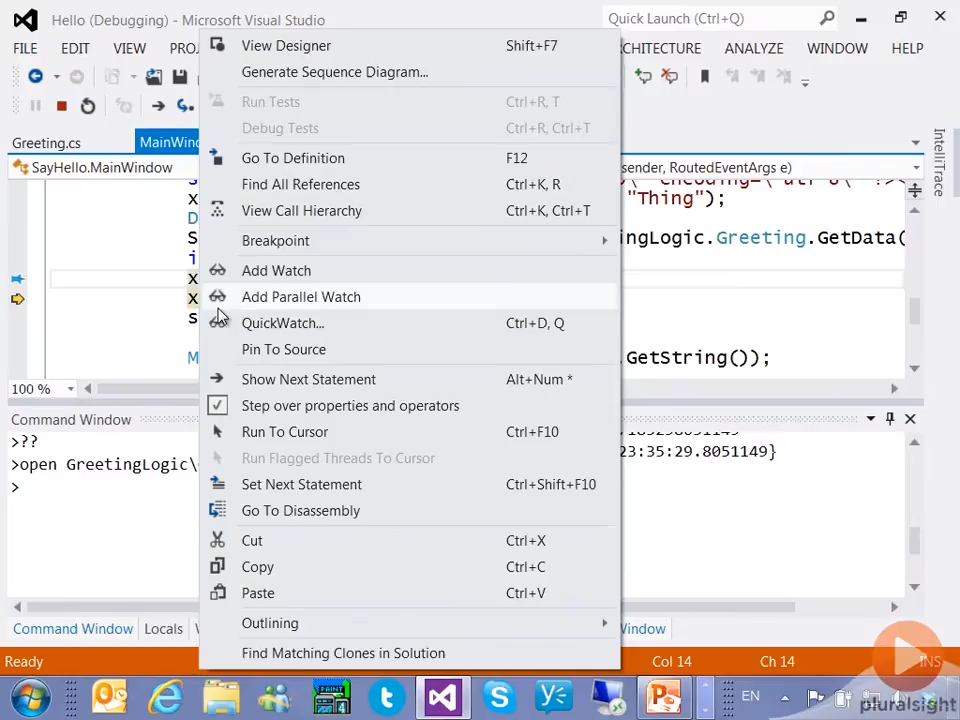 Hello (Debugging) - Microsoft Visual Studio
Quick Launch (Ctrl+Q)
FILE EDIT VIEW PROJ CHITECTURE ANALYZE WINDOW HELP
Greeting.cs MainWind
SayHello.MainWindow sender, RoutedEventArgs e)
x "Thing");
D
S ingLogic.Greeting.GetData(
i
x
x
s
M .GetString());
100 %
View Designer Shift+F7
Generate Sequence Diagram...
Run Tests Ctrl+R, T
Debug Tests Ctrl+R, Ctrl+T
Go To Definition F12
Find All References Ctrl+K, R
View Call Hierarchy Ctrl+K, Ctrl+T
Breakpoint
Add Watch
Add Parallel Watch
QuickWatch... Ctrl+D, Q
Pin To Source
Show Next Statement Alt+Num *
Step over properties and operators
Run To Cursor Ctrl+F10
Run Flagged Threads To Cursor
Set Next Statement Ctrl+Shift+F10
Go To Disassembly
Cut Ctrl+X
Copy Ctrl+C
Paste Ctrl+V
Outlining
Find Matching Clones in Solution
IntelliTrace
Command Window
>??
>open GreetingLogic\
>
23:35:29.8051149}
Command Window Locals Window
Ready Col 14 Ch 14 INS
EN
pluralsight